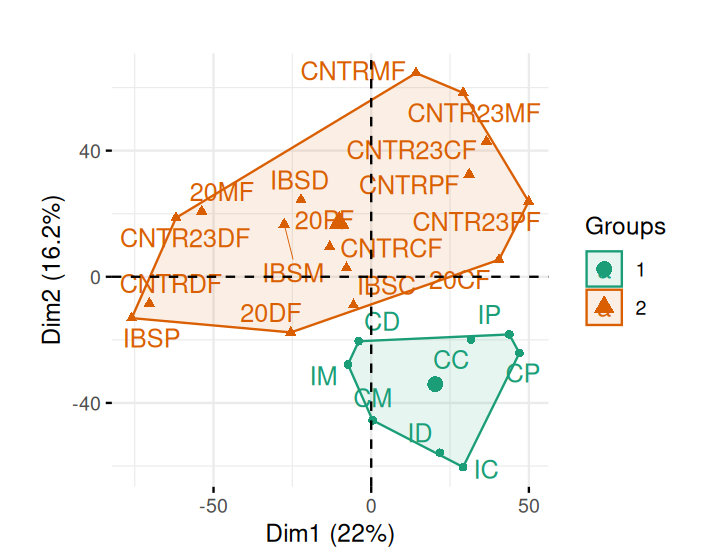 CNTRMF
CNTR23MF
CNTR23CF
CNTRPF
IBSD
20MF
20PF
CNTR23PF
CNTR23DF
CNTRCF
IBSM
CNTRDF
IBSC
20CF
20DF
IBSP
CD
IP
IM
CC
CP
CM
ID
IC
40
0
-40
-50
0
50
Dim1 (22%)
Dim2 (16.2%)
Groups
a 1
a 2